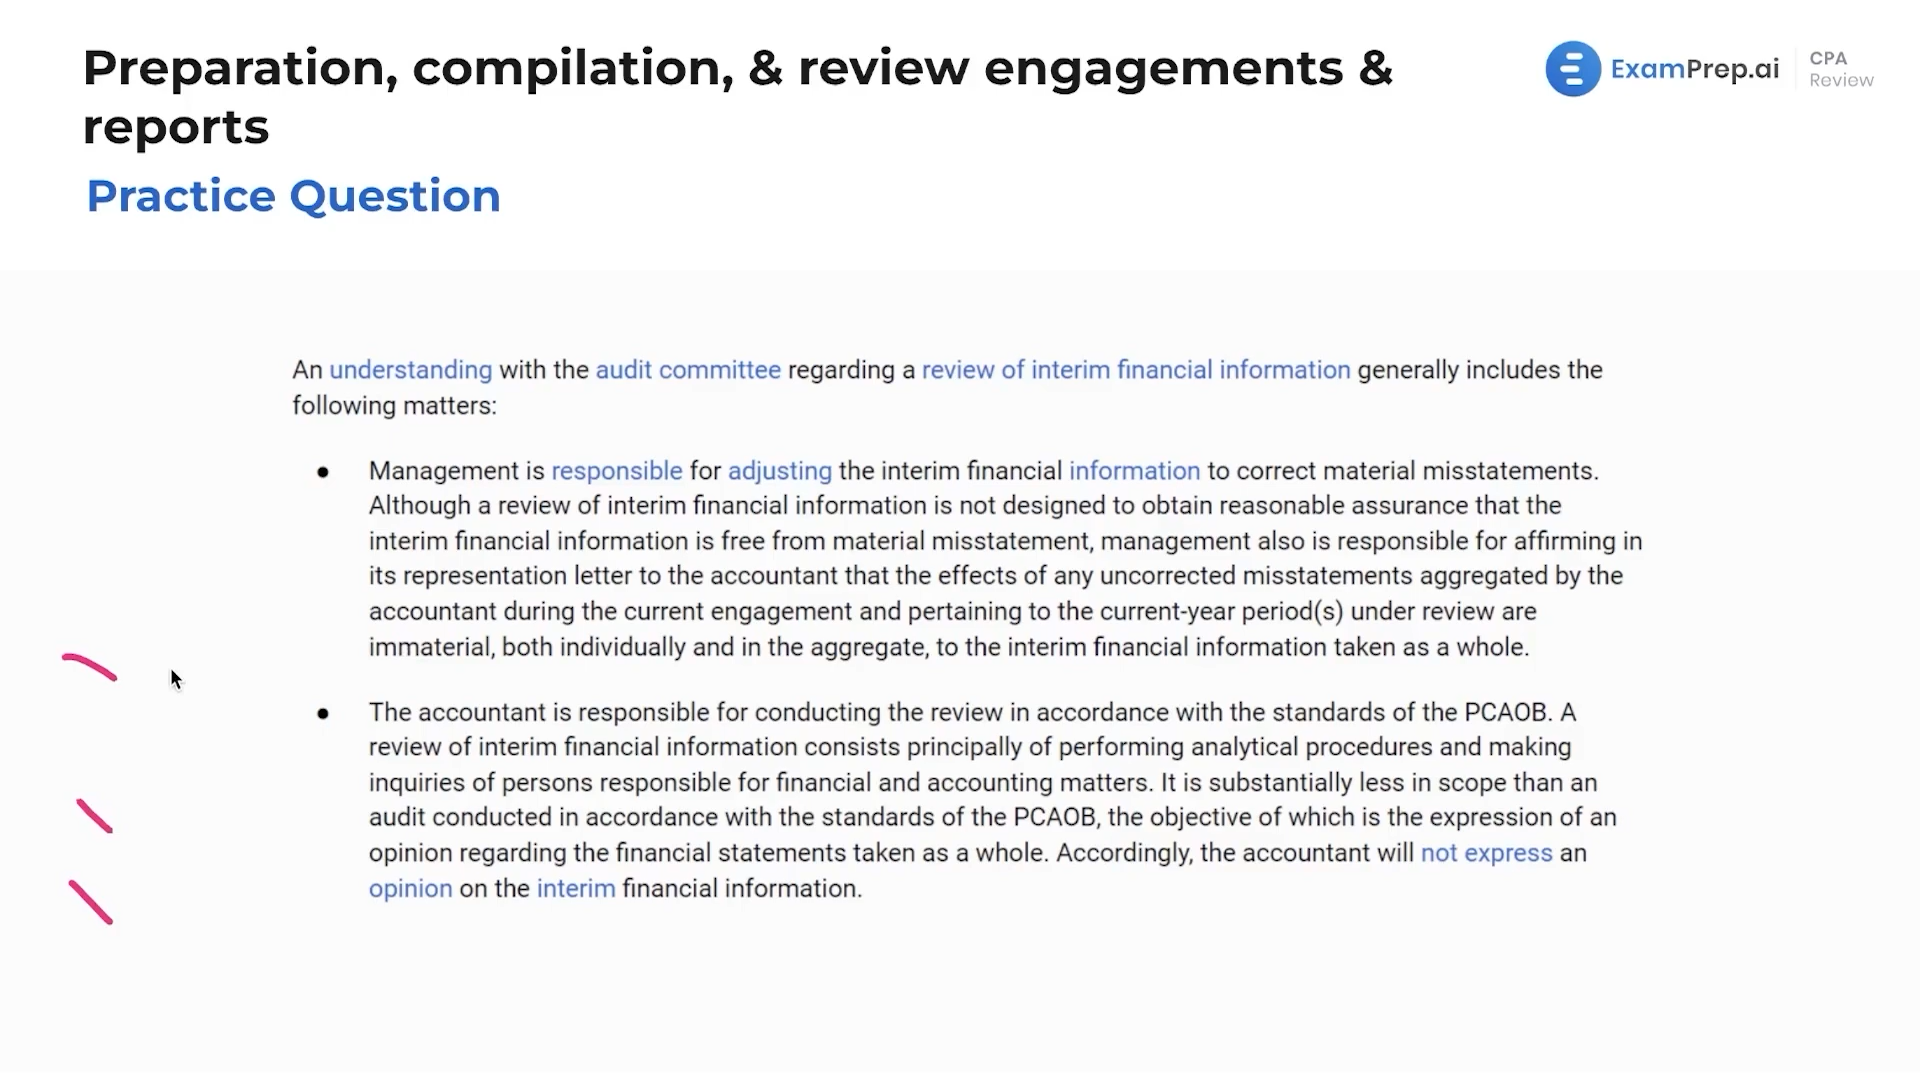 Preparation, compilation, & review engagements &
reports
Practice Question
ExamPrep.ai
CPA
Review
An understanding with the audit committee regarding a review of interim financial information generally includes the
following matters:
● Management is responsible for adjusting the interim financial information to correct material misstatements.
Although a review of interim financial information is not designed to obtain reasonable assurance that the
interim financial information is free from material misstatement, management also is responsible for affirming in
its representation letter to the accountant that the effects of any uncorrected misstatements aggregated by the
accountant during the current engagement and pertaining to the current-year period(s) under review are
immaterial, both individually and in the aggregate, to the interim financial information taken as a whole.
● The accountant is responsible for conducting the review in accordance with the standards of the PCAOB. A
review of interim financial information consists principally of performing analytical procedures and making
inquiries of persons responsible for financial and accounting matters. It is substantially less in scope than an
audit conducted in accordance with the standards of the PCAOB, the objective of which is the expression of an
opinion regarding the financial statements taken as a whole. Accordingly, the accountant will not express an
opinion on the interim financial information.